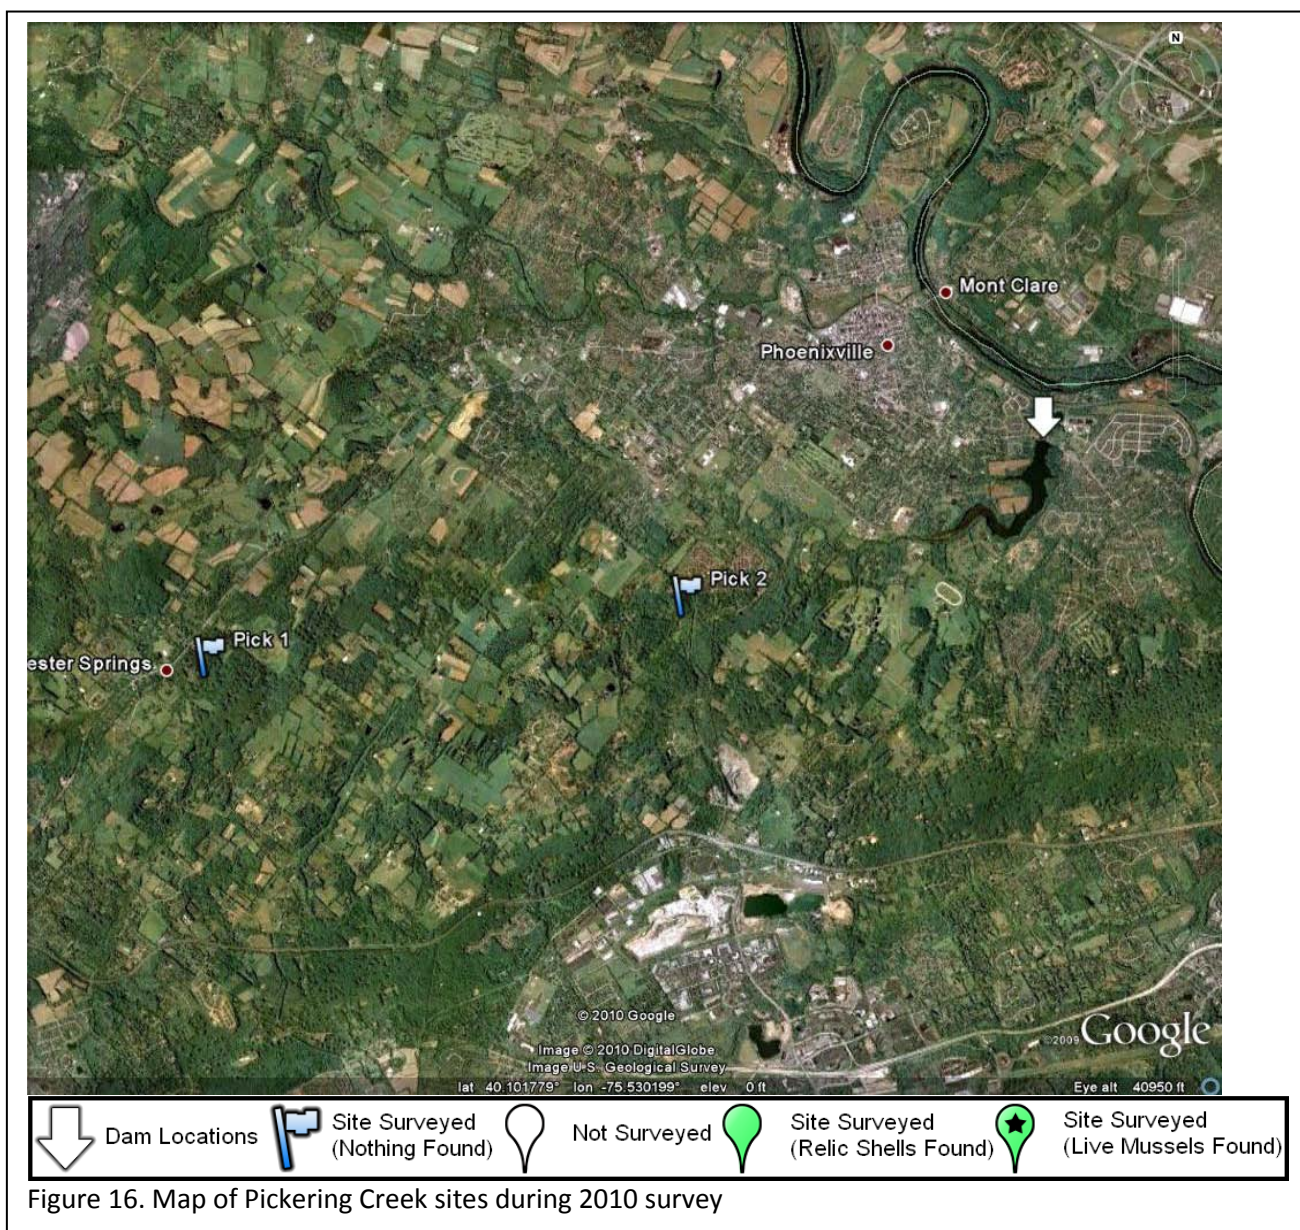 N
Mont Clare
Phoenixville
Pick 2
Pick 1
ester Springs
© 2010 Google
Image © 2010 DigitalGlobe
Image U.S. Geological Survey
©2009 Google
lat 40.101779° lon -75.530199° elev 0 ft
Eye alt 40950 ft
Dam Locations
Site Surveyed
(Nothing Found)
Not Surveyed
Site Surveyed
(Relic Shells Found)
Site Surveyed
(Live Mussels Found)
Figure 16. Map of Pickering Creek sites during 2010 survey